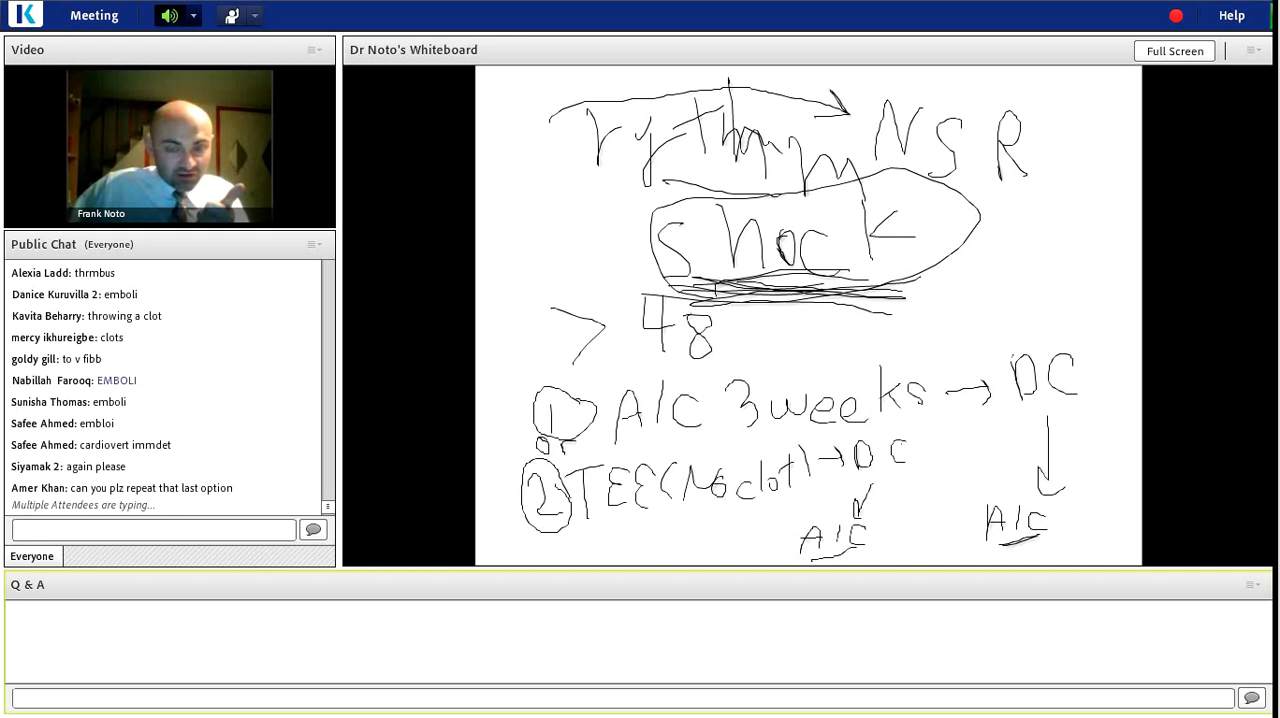 K Meeting Help
Video
Frank Noto
Public Chat (Everyone)
Alexia Ladd: thrmbus
Danice Kuruvilla 2: emboli
Kavita Beharry: throwing a clot
mercy ikhureigbe: clots
goldy gill: to v fibb
Nabillah Farooq: EMBOLI
Sunisha Thomas: emboli
Safee Ahmed: embloi
Safee Ahmed: cardiovert immdet
Siyamak 2: again please
Amer Khan: can you plz repeat that last option
Multiple Attendees are typing...
Everyone
Dr Noto's Whiteboard Full Screen
rythmm NSR
shock
> 48
1 A/C 3 weeks → DC
or
2 TEE (No clot) → DC
A/C A/C
Q & A